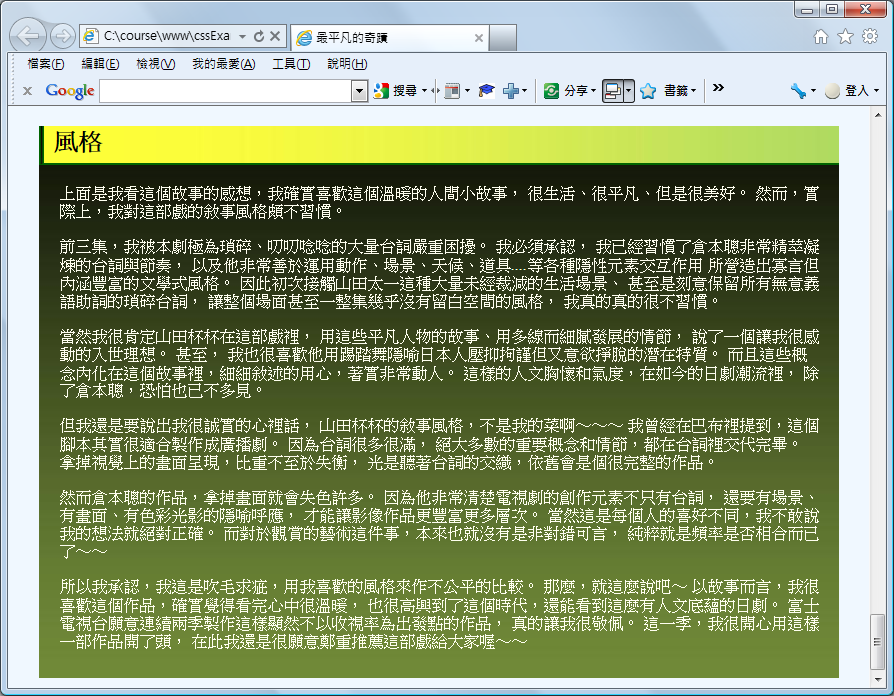 C:\course\www\cssExa
最平凡的奇蹟
檔案(F) 編輯(E) 檢視(V) 我的最愛(A) 工具(T) 說明(H)
x Google 搜尋 分享 書籤 » 登入
風格
上面是我看這個故事的感想，我確實喜歡這個溫暖的人間小故事， 很生活、很平凡、但是很美好。 然而，實
際上，我對這部戲的敘事風格頗不習慣。
前三集，我被本劇極為瑣碎、叨叨唸唸的大量台詞嚴重困擾。 我必須承認， 我已經習慣了倉本聰非常精萃凝
煉的台詞與節奏， 以及他非常善於運用動作、場景、天候、道具....等各種隱性元素交互作用 所營造出寡言但
內涵豐富的文學式風格。 因此初次接觸山田太一這種大量未經裁減的生活場景、 甚至是刻意保留所有無意義
語助詞的瑣碎台詞， 讓整個場面甚至一整集幾乎沒有留白空間的風格， 我真的真的很不習慣。
當然我很肯定山田杯杯在這部戲裡， 用這些平凡人物的故事、用多線而細膩發展的情節， 說了一個讓我很感
動的入世理想。 甚至， 我也很喜歡他用踢踏舞隱喻日本人壓抑拘謹但又意欲掙脫的潛在特質。 而且這些概
念內化在這個故事裡，細細敘述的用心，著實非常動人。 這樣的人文胸懷和氣度，在如今的日劇潮流裡， 除
了倉本聰，恐怕也已不多見。
但我還是要說出我很誠實的心裡話， 山田杯杯的敘事風格，不是我的菜啊～～～ 我曾經在巴布裡提到，這個
腳本其實很適合製作成廣播劇。 因為台詞很多很滿， 絕大多數的重要概念和情節，都在台詞裡交代完畢。
拿掉視覺上的畫面呈現，比重不至於失衡， 光是聽著台詞的交織，依舊會是個很完整的作品。
然而倉本聰的作品，拿掉畫面就會失色許多。 因為他非常清楚電視劇的創作元素不只有台詞， 還要有場景、
有畫面、有色彩光影的隱喻呼應， 才能讓影像作品更豐富更多層次。 當然這是每個人的喜好不同，我不敢說
我的想法就絕對正確。 而對於觀賞的藝術這件事，本來也就沒有是非對錯可言， 純粹就是頻率是否相合而已
了～～
所以我承認，我這是吹毛求疵，用我喜歡的風格來作不公平的比較。 那麼，就這麼說吧～ 以故事而言，我很
喜歡這個作品，確實覺得看完心中很溫暖， 也很高興到了這個時代，還能看到這麼有人文底蘊的日劇。 富士
電視台願意連續兩季製作這樣顯然不以收視率為出發點的作品， 真的讓我很敬佩。 這一季，我很開心用這樣
一部作品開了頭， 在此我還是很願意鄭重推薦這部戲給大家喔～～